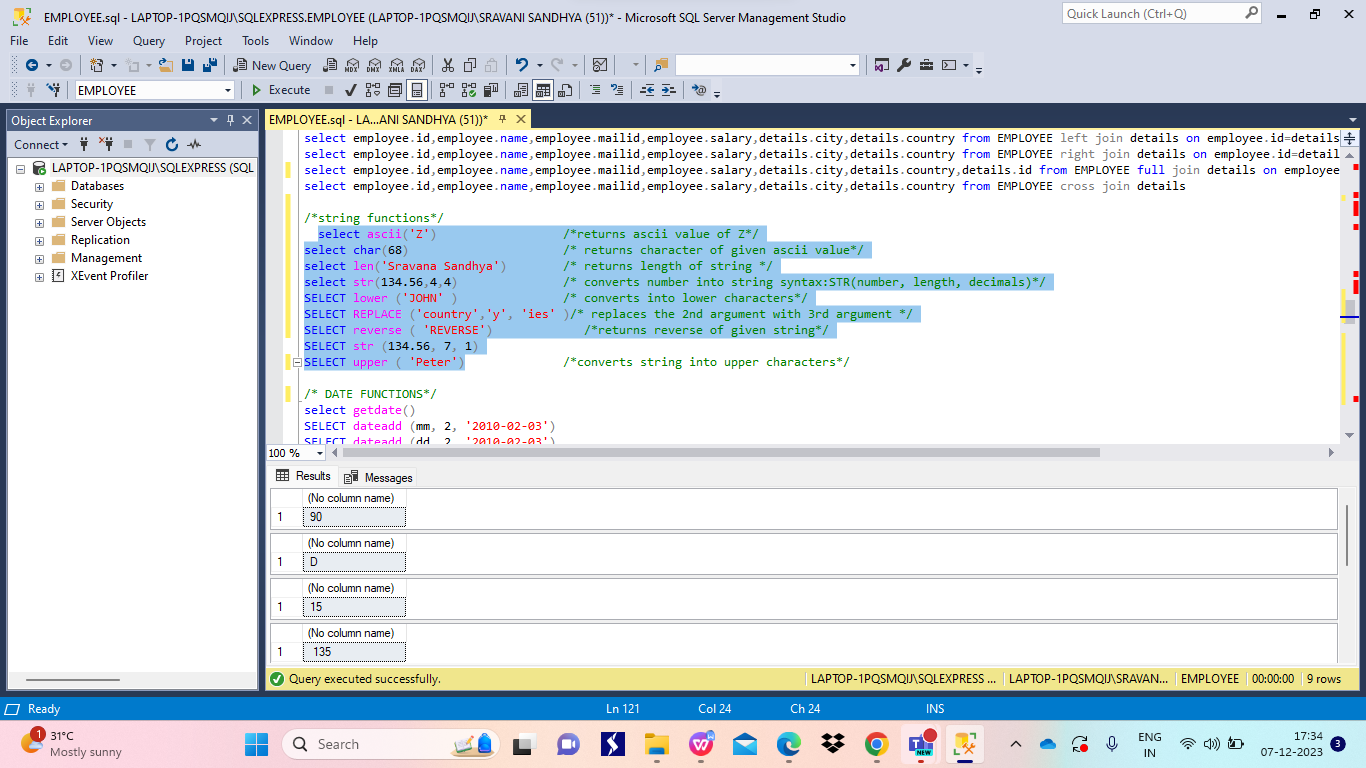 EMPLOYEE.sql - LAPTOP-1PQSMQIJ\SQLEXPRESS.EMPLOYEE (LAPTOP-1PQSMQIJ\SRAVANI SANDHYA (51))* - Microsoft SQL Server Management Studio
Quick Launch (Ctrl+Q)
File Edit View Query Project Tools Window Help
New Query MDX DMX XMLA DAX
EMPLOYEE Execute
Object Explorer
EMPLOYEE.sql - LA...ANI SANDHYA (51))*
Connect
LAPTOP-1PQSMQIJ\SQLEXPRESS (SQL
Databases
Security
Server Objects
Replication
Management
XEvent Profiler
select employee.id,employee.name,employee.mailid,employee.salary,details.city,details.country from EMPLOYEE left join details on employee.id=details
select employee.id,employee.name,employee.mailid,employee.salary,details.city,details.country from EMPLOYEE right join details on employee.id=detail
select employee.id,employee.name,employee.mailid,employee.salary,details.city,details.country,details.id from EMPLOYEE full join details on employee
select employee.id,employee.name,employee.mailid,employee.salary,details.city,details.country from EMPLOYEE cross join details
/*string functions*/
select ascii('Z') /*returns ascii value of Z*/
select char(68) /* returns character of given ascii value*/
select len('Sravana Sandhya') /* returns length of string */
select str(134.56,4,4) /* converts number into string syntax:STR(number, length, decimals)*/
SELECT lower ('JOHN' ) /* converts into lower characters*/
SELECT REPLACE ('country','y', 'ies' )/* replaces the 2nd argument with 3rd argument */
SELECT reverse ( 'REVERSE') /*returns reverse of given string*/
SELECT str (134.56, 7, 1)
SELECT upper ( 'Peter') /*converts string into upper characters*/
/* DATE FUNCTIONS*/
select getdate()
SELECT dateadd (mm, 2, '2010-02-03')
SELECT dateadd (dd, 2, '2010-02-03')
100 %
Results Messages
(No column name)
1 90
(No column name)
1 D
(No column name)
1 15
(No column name)
1 135
Query executed successfully. LAPTOP-1PQSMQIJ\SQLEXPRESS ... LAPTOP-1PQSMQIJ\SRAVAN... EMPLOYEE 00:00:00 9 rows
Ready Ln 121 Col 24 Ch 24 INS
1 31°C
Mostly sunny
Search
NEW
ENG
IN
17:34
07-12-2023
3